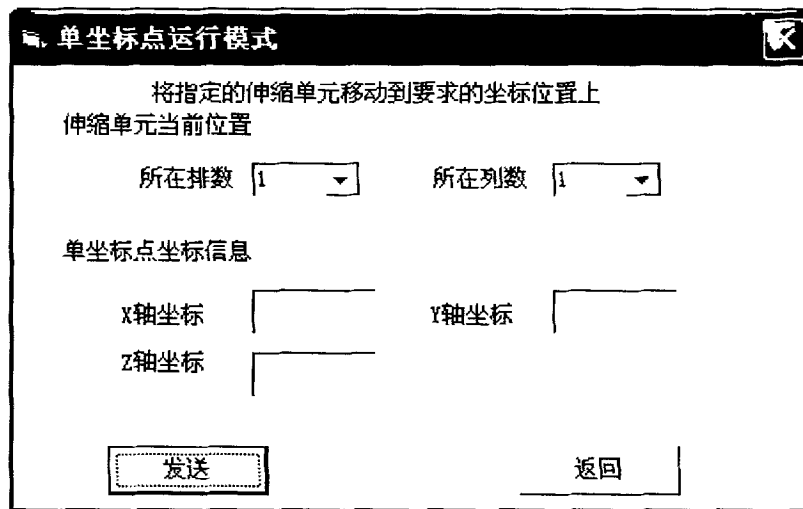 单坐标点运行模式
将指定的伸缩单元移动到要求的坐标位置上
伸缩单元当前位置
所在排数 1 所在列数 1
单坐标点坐标信息
X轴坐标 Y轴坐标
Z轴坐标
发送 返回